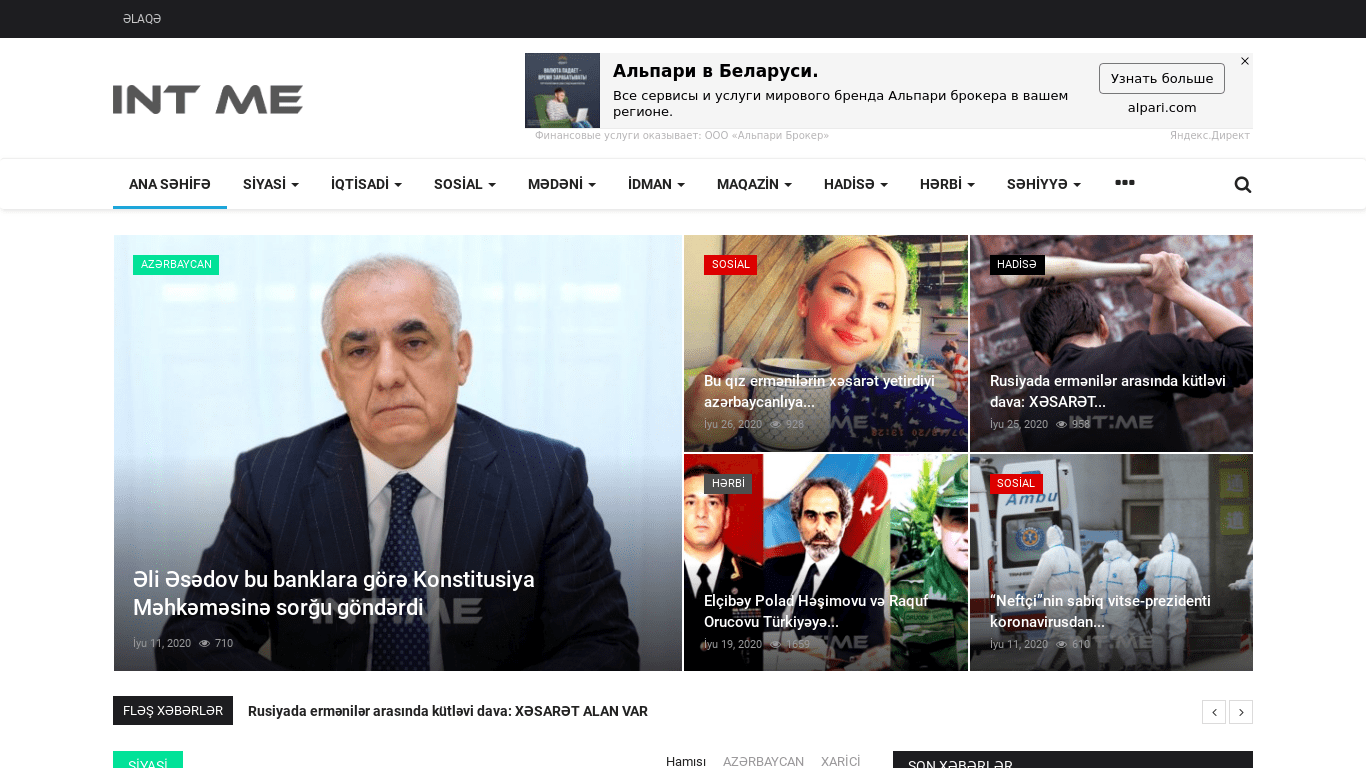 ƏLAQƏ
INT ME
Альпари в Беларуси.
Все сервисы и услуги мирового бренда Альпари брокера в вашем
регионе.
Узнать больше
alpari.com
Финансовые услуги оказывает: ООО «Альпари Брокер»
Яндекс.Директ
ANA SƏHİFƏ SİYASİ İQTİSADİ SOSİAL MƏDƏNİ İDMAN MAQAZİN HADİSƏ HƏRBİ SƏHİYYƏ
AZƏRBAYCAN
Əli Əsədov bu banklara görə Konstitusiya
Məhkəməsinə sorğu göndərdi
İyu 11, 2020 710
SOSİAL
Bu qız ermənilərin xəsarət yetirdiyi
azərbaycanlıya...
İyu 26, 2020 928
HADİSƏ
Rusiyada ermənilər arasında kütləvi
dava: XƏSARƏT...
İyu 25, 2020 958
HƏRBİ
Elçibəy Polad Həşimovu və Raquf
Orucovu Türkiyəyə...
İyu 19, 2020 1659
SOSİAL
“Neftçi”nin sabiq vitse-prezidenti
koronavirusdan...
İyu 11, 2020 610
FLƏŞ XƏBƏRLƏR
Rusiyada ermənilər arasında kütləvi dava: XƏSARƏT ALAN VAR
SİYASİ
Hamısı AZƏRBAYCAN XARİCİ
SON XƏBƏRLƏR